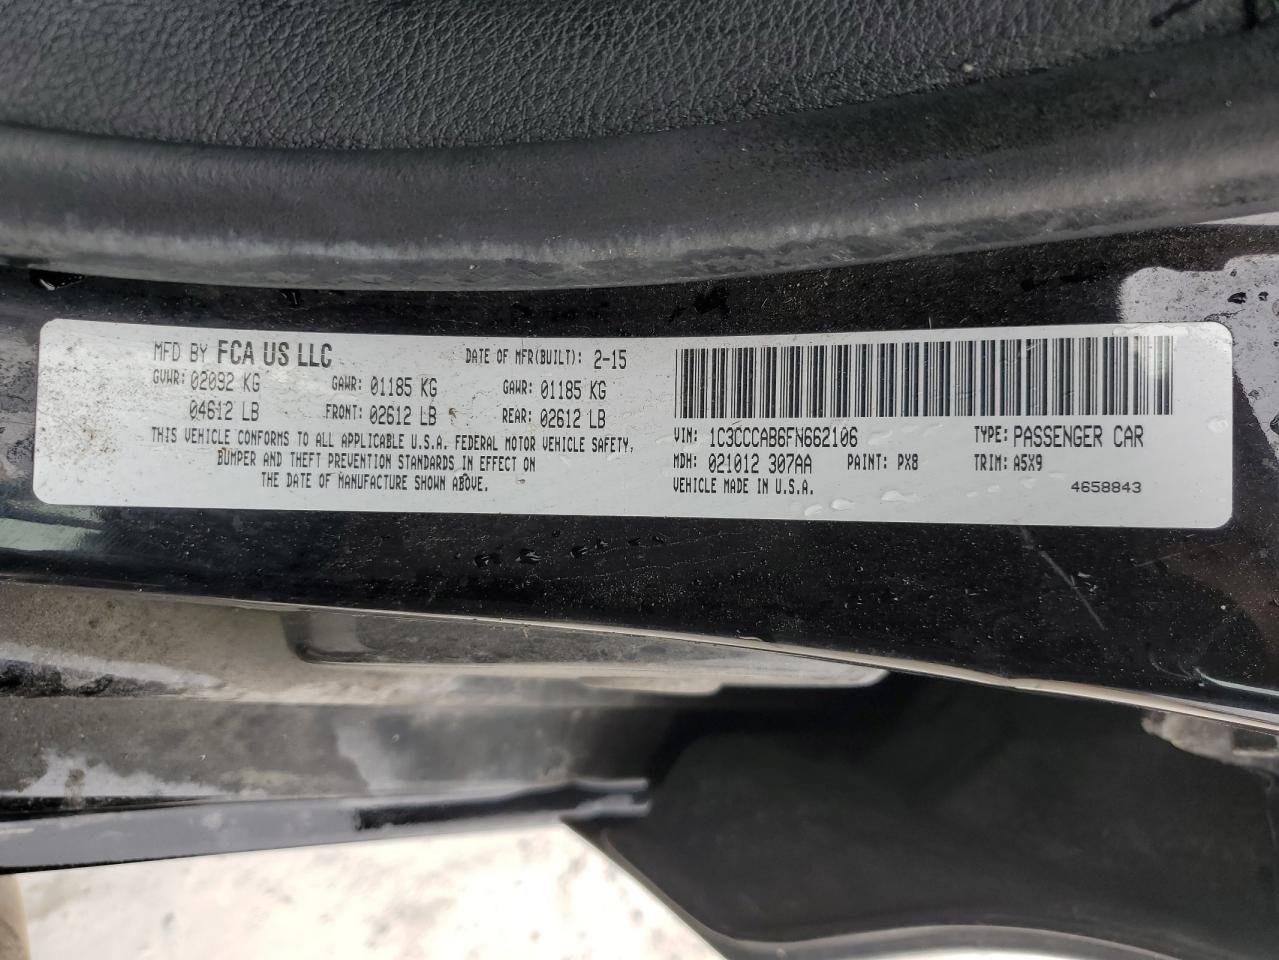 MFD BY FCA US LLC DATE OF MFR(BUILT): 2-15
GVWR: 02092 KG GAWR: 01185 KG GAWR: 01185 KG
04612 LB FRONT: 02612 LB REAR: 02612 LB
THIS VEHICLE CONFORMS TO ALL APPLICABLE U.S.A. FEDERAL MOTOR VEHICLE SAFETY,
BUMPER AND THEFT PREVENTION STANDARDS IN EFFECT ON
THE DATE OF MANUFACTURE SHOWN ABOVE.
VIN: 1C3CCCAB6FN662106 TYPE: PASSENGER CAR
MDH: 021012 307AA PAINT: PX8 TRIM: A5X9
VEHICLE MADE IN U.S.A. 4658843